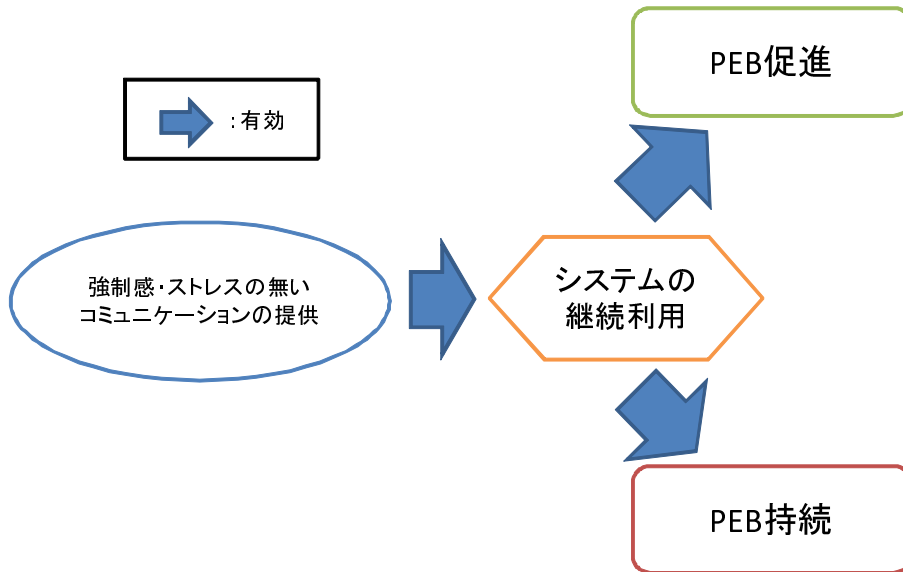 PEB促進
：有効
強制感・ストレスの無い
コミュニケーションの提供
システムの
継続利用
PEB持続